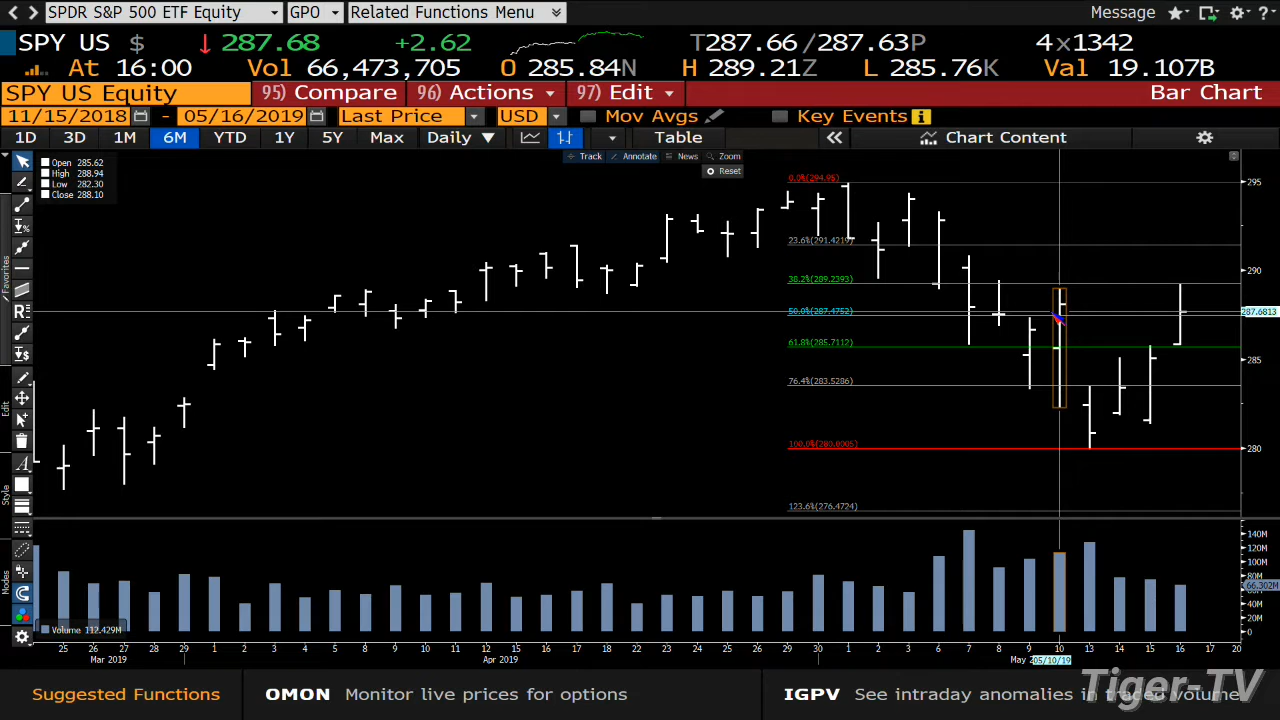 SPDR S&P 500 ETF Equity GPO Related Functions Menu Message
SPY US $ 287.68 +2.62 T287.66 /287.63P 4x1342
At 16:00 Vol 66,473,705 O 285.84N H 289.21Z L 285.76K Val 19.107B
SPY US Equity 95) Compare 96) Actions 97) Edit Bar Chart
11/15/2018 - 05/16/2019 Last Price USD Mov Avgs Key Events
1D 3D 1M 6M YTD 1Y 5Y Max Daily Table Chart Content
Track Annotate News Zoom
Reset
Open 285.62
High 288.94
Low 282.30
Close 288.10
0.0%(294.95)
23.6%(291.4219)
38.2%(289.2393)
50.0%(287.4752)
61.8%(285.7112)
76.4%(283.5286)
100.0%(280.0005)
123.6%(276.4724)
295
290
287.6813
285
280
Favorites
Edit
Style
Nodes
140M
120M
100M
80M
66.302M
40M
20M
0
Volume 112.429M
25 26 27 28 29 1 2 3 4 5 8 9 10 11 12 15 16 17 18 22 23 24 25 26 29 30 1 2 3 6 7 8 9 10 13 14 15 16 17 20
Mar 2019 Apr 2019 May 05/10/19
Suggested Functions OMON Monitor live prices for options IGPV See intraday anomalies in traded volume
Tiger-TV